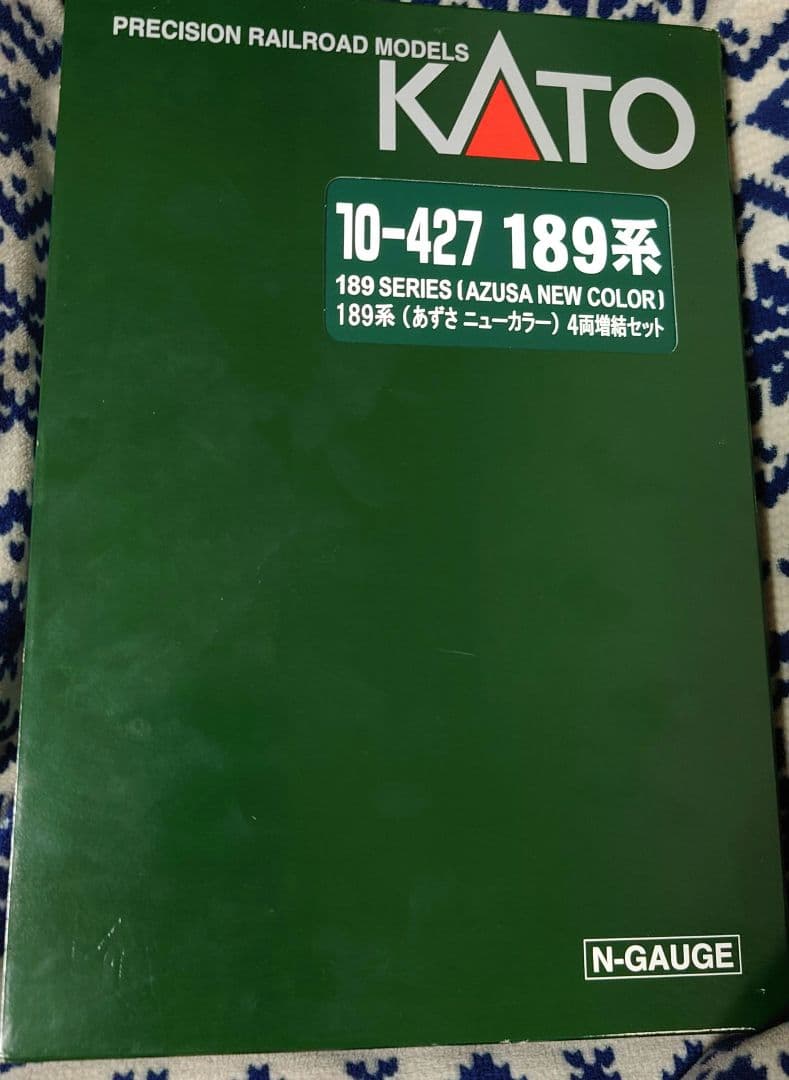 PRECISION RAILROAD MODELS
KATO
10-427 189系
189 SERIES (AZUSA NEW COLOR)
189系 (あずさ ニューカラー) 4両増結セット
N-GAUGE